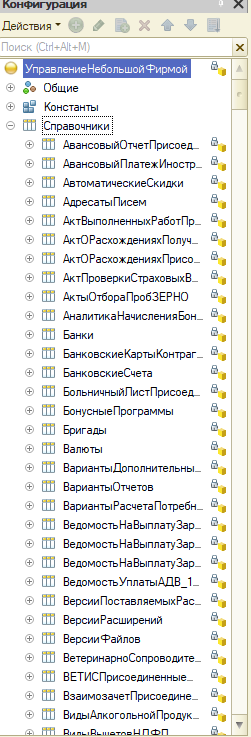 Конфигурация
Действия
Поиск (Ctrl+Alt+M)
УправлениеНебольшойФирмой
Общие
Константы
Справочники
АвансовыйОтчетПрисоед...
АвансовыйПлатежИностр...
АвтоматическиеСкидки
АдресатыПисем
АктВыполненныхРаботПр...
АктОРасхожденияхПолуч...
АктОРасхожденияхПрисо...
АктПроверкиСтраховыхВ...
АктыОтбораПробЗЕРНО
АналитикаНачисленияБон...
Банки
БанковскиеКартыКонтраг...
БанковскиеСчета
БольничныйЛистПрисоед...
БонусныеПрограммы
Бригады
Валюты
ВариантыДополнительны...
ВариантыОтчетов
ВариантыРасчетаПотребн...
ВедомостьНаВыплатуЗар...
ВедомостьНаВыплатуЗар...
ВедомостьНаВыплатуЗар...
ВедомостьУплатыАДВ_1...
ВерсииПоставляемыхРас...
ВерсииРасширений
ВерсииФайлов
ВетеринарноСопроводите...
ВЕТИСПрисоединенные...
ВзаимозачетПрисоедине...
ВидыАлкогольнойПродук...
ВидыВычетовНДФЛ